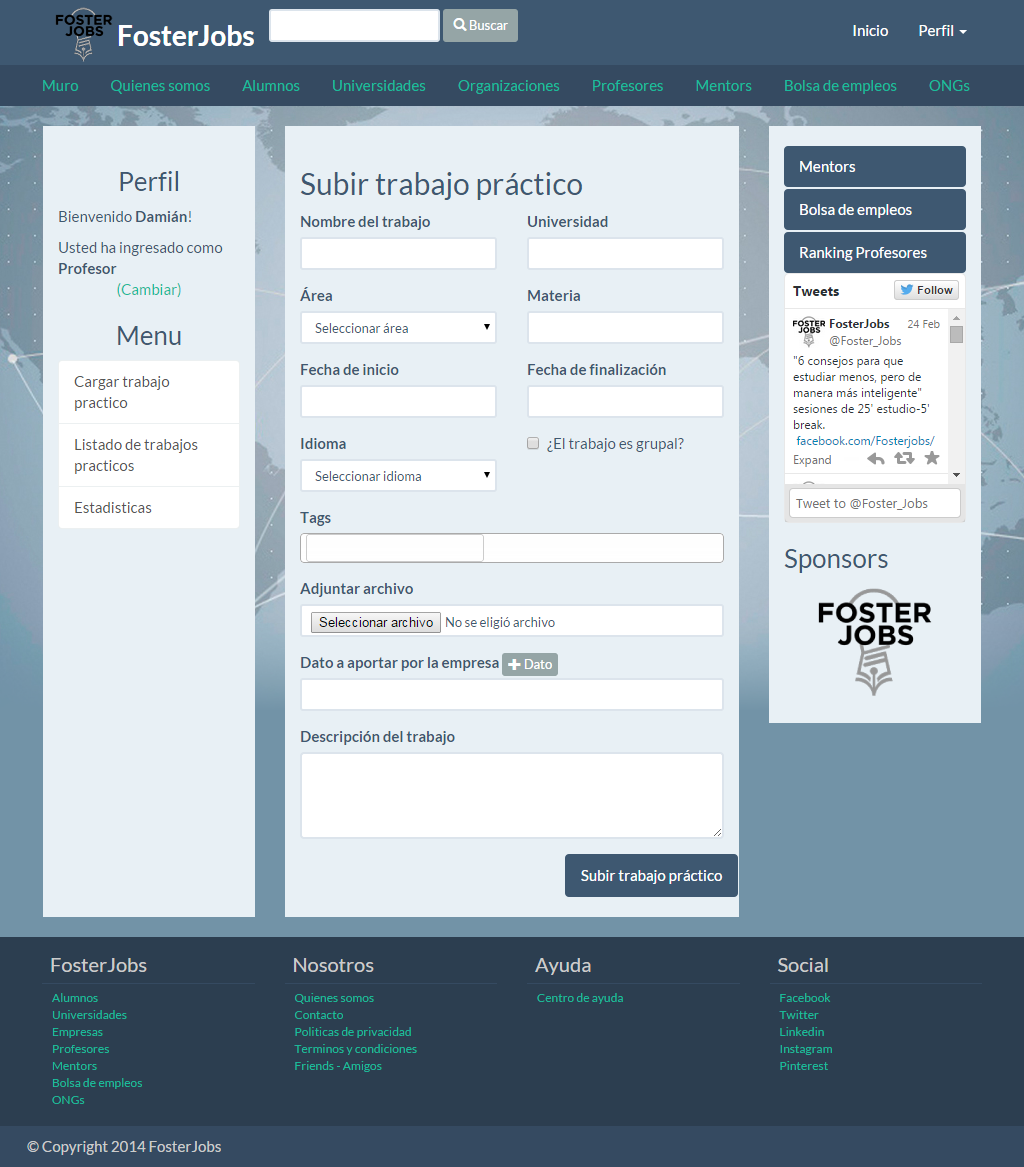 FOSTER
JOBS
FosterJobs
Buscar
Inicio
Perfil
Muro
Quienes somos
Alumnos
Universidades
Organizaciones
Profesores
Mentors
Bolsa de empleos
ONGs
Perfil
Bienvenido Damián!
Usted ha ingresado como
Profesor
(Cambiar)
Menu
Cargar trabajo
practico
Listado de trabajos
practicos
Estadisticas
Subir trabajo práctico
Nombre del trabajo
Universidad
Área
Materia
Seleccionar área
Fecha de inicio
Fecha de finalización
Idioma
¿El trabajo es grupal?
Seleccionar idioma
Tags
Adjuntar archivo
Seleccionar archivo No se eligió archivo
Dato a aportar por la empresa
Dato
Descripción del trabajo
Subir trabajo práctico
Mentors
Bolsa de empleos
Ranking Profesores
Tweets
Follow
FOSTER
JOBS
FosterJobs
24 Feb
@Foster_Jobs
"6 consejos para que
estudiar menos, pero de
manera más inteligente"
sesiones de 25' estudio-5'
break.
facebook.com/Fosterjobs/
Expand
Tweet to @Foster_Jobs
Sponsors
FOSTER
JOBS
FosterJobs
Alumnos
Universidades
Empresas
Profesores
Mentors
Bolsa de empleos
ONGs
Nosotros
Quienes somos
Contacto
Politicas de privacidad
Terminos y condiciones
Friends - Amigos
Ayuda
Centro de ayuda
Social
Facebook
Twitter
Linkedin
Instagram
Pinterest
© Copyright 2014 FosterJobs